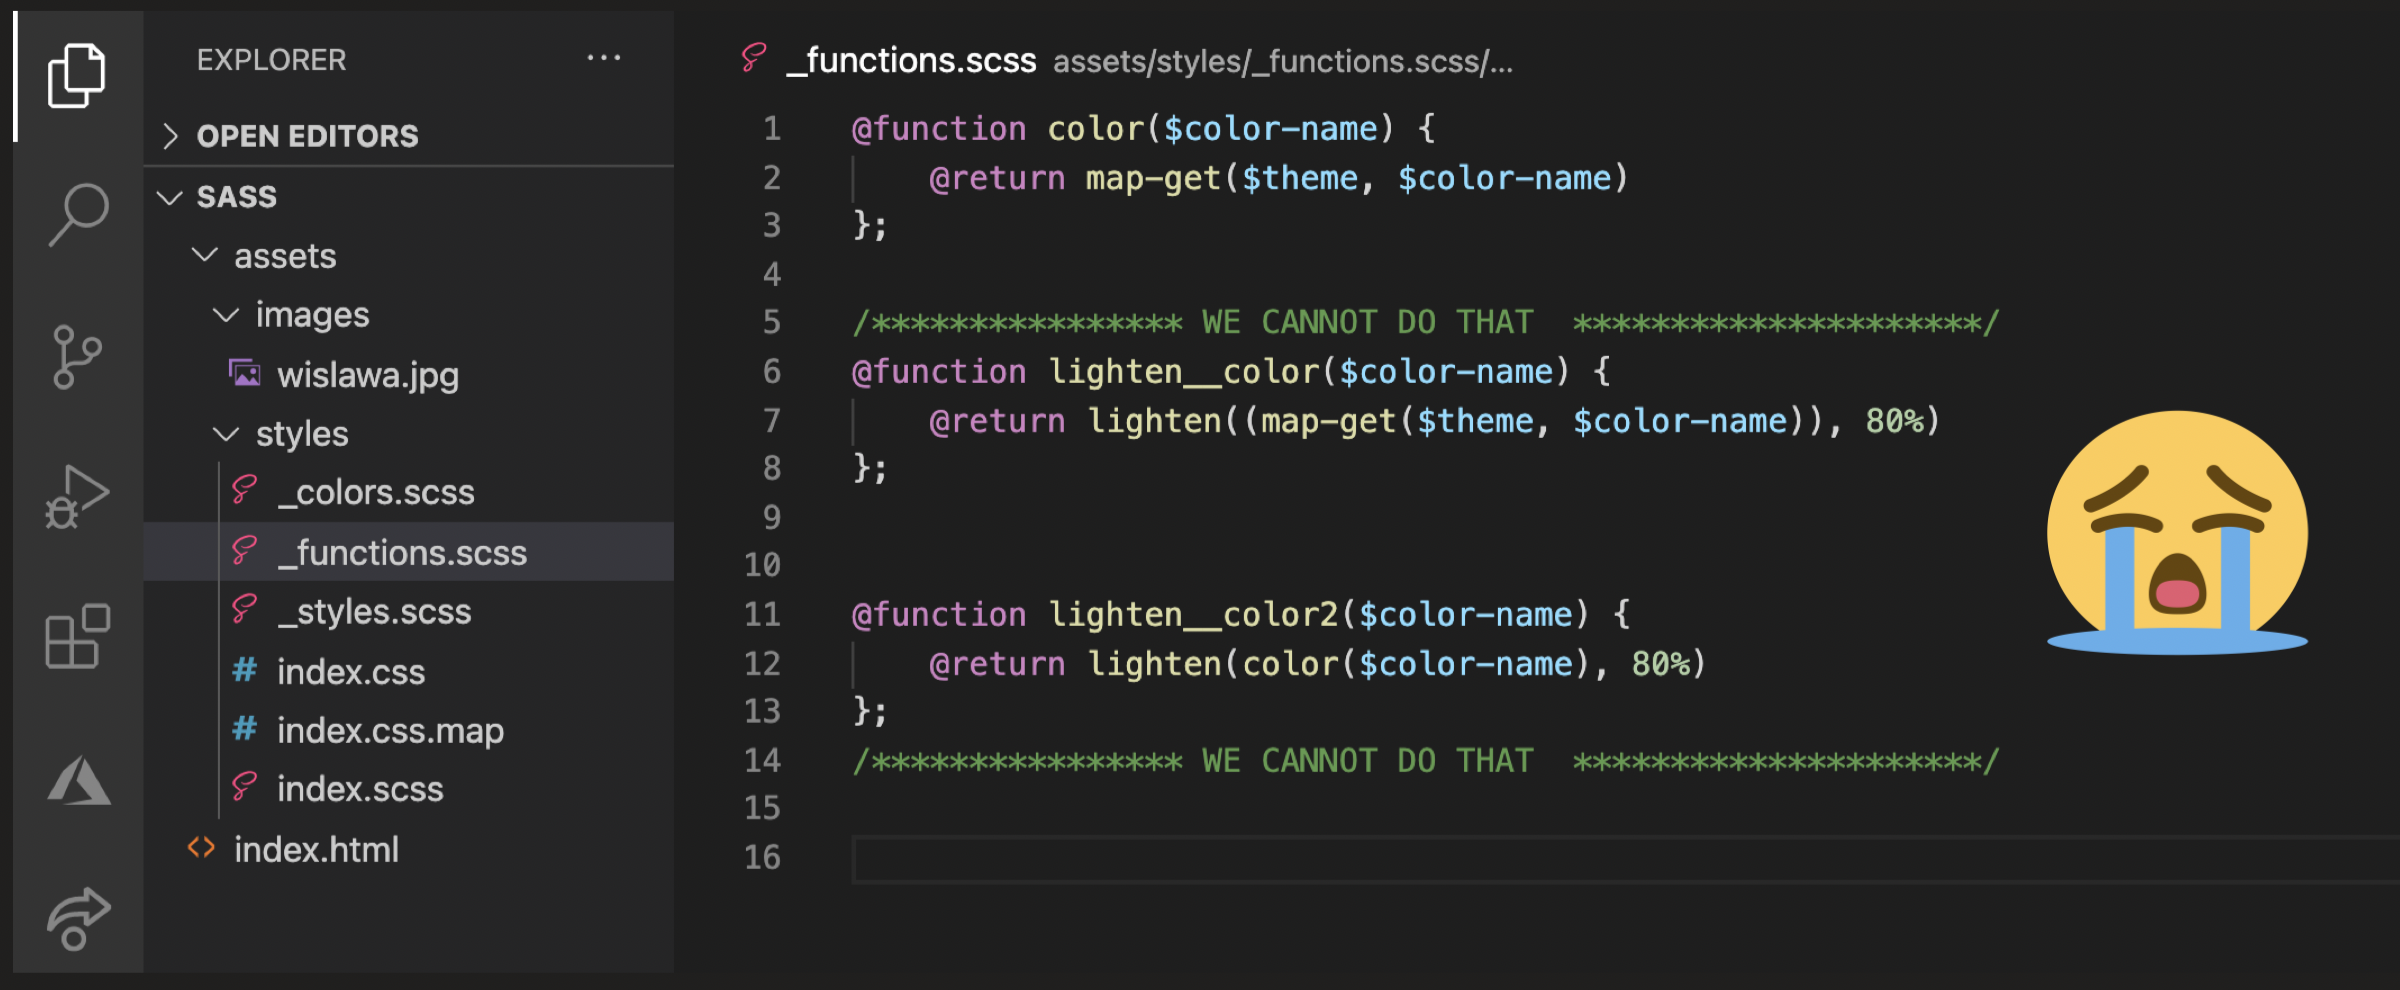 EXPLORER
OPEN EDITORS
SASS
assets
images
wislawa.jpg
styles
_colors.scss
_functions.scss
_styles.scss
# index.css
# index.css.map
index.scss
<> index.html
_functions.scss assets/styles/_functions.scss/...
1 @function color($color-name) {
2 @return map-get($theme, $color-name)
3 };
4
5 /**************** WE CANNOT DO THAT *********************/
6 @function lighten__color($color-name) {
7 @return lighten((map-get($theme, $color-name)), 80%)
8 };
9
10
11 @function lighten__color2($color-name) {
12 @return lighten(color($color-name), 80%)
13 };
14 /**************** WE CANNOT DO THAT *********************/
15
16